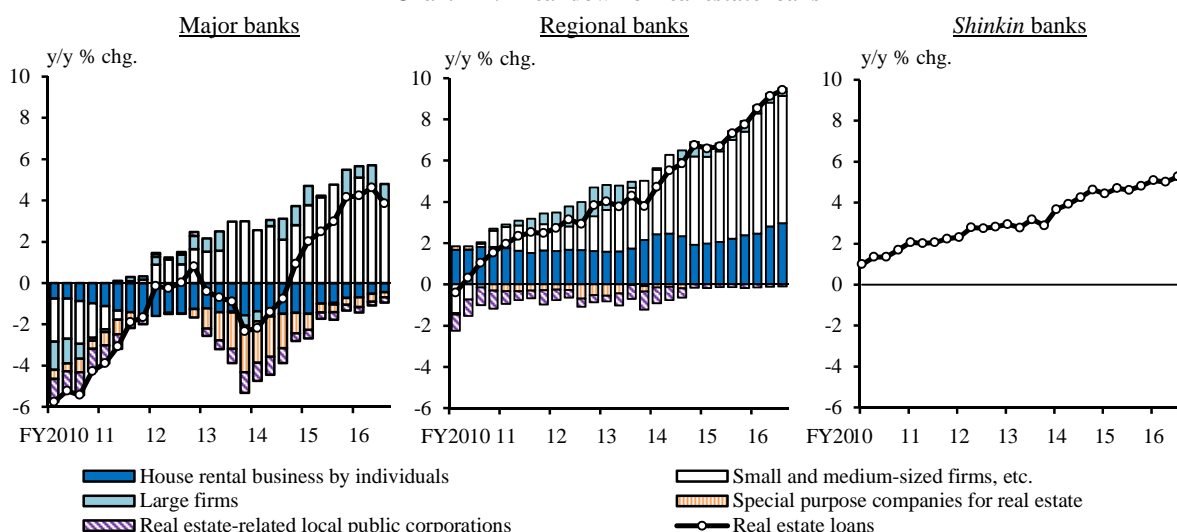 Major banks
Regional banks
Shinkin banks
y/y % chg.
y/y % chg.
y/y % chg.
10
8
6
4
2
0
-2
-4
-6
10
8
6
4
2
0
-2
-4
-6
10
8
6
4
2
0
-2
-4
-6
FY2010 11 12 13 14 15 16
FY2010 11 12 13 14 15 16
FY2010 11 12 13 14 15 16
House rental business by individuals
Small and medium-sized firms, etc.
Large firms
Special purpose companies for real estate
Real estate-related local public corporations
Real estate loans